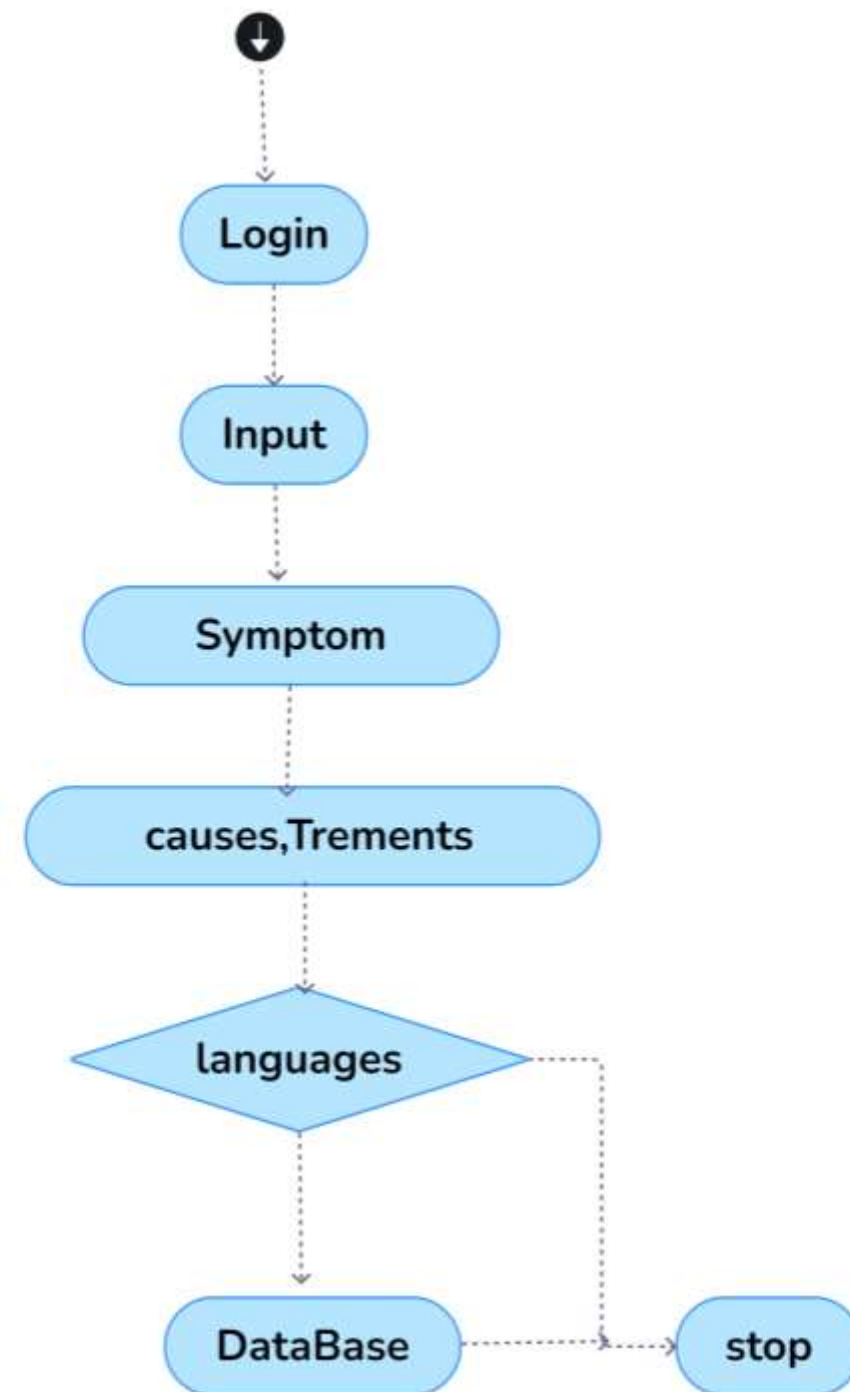 Login
Input
Symptom
causes,Trements
languages
DataBase
stop